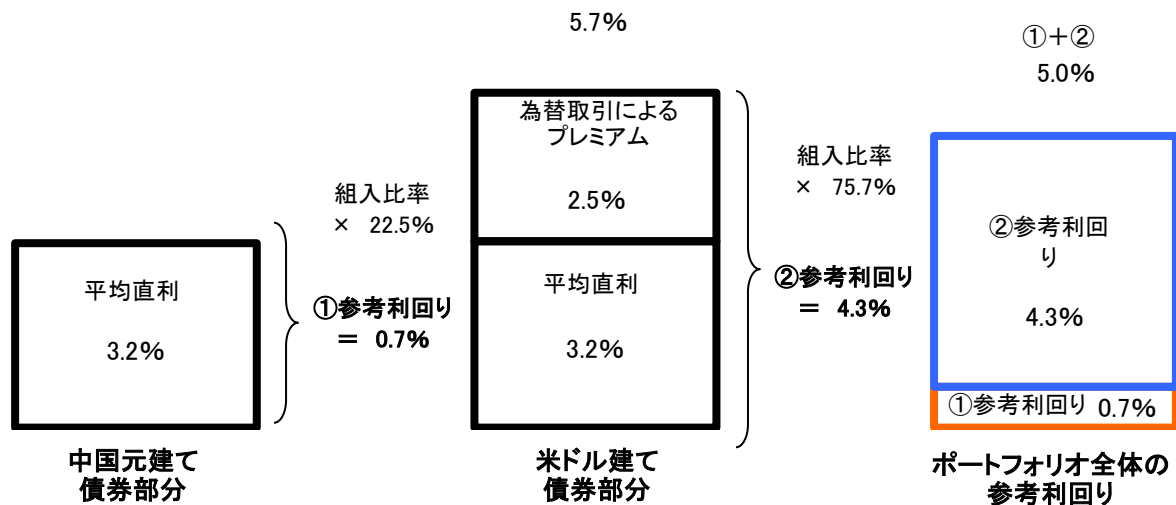 平均直利
3.2%
中国元建て
債券部分
組入比率
× 22.5%
①参考利回り
= 0.7%
5.7%
為替取引による
プレミアム
2.5%
平均直利
3.2%
米ドル建て
債券部分
組入比率
× 75.7%
②参考利回り
= 4.3%
①+②
5.0%
②参考利回
り
4.3%
①参考利回り 0.7%
ポートフォリオ全体の
参考利回り